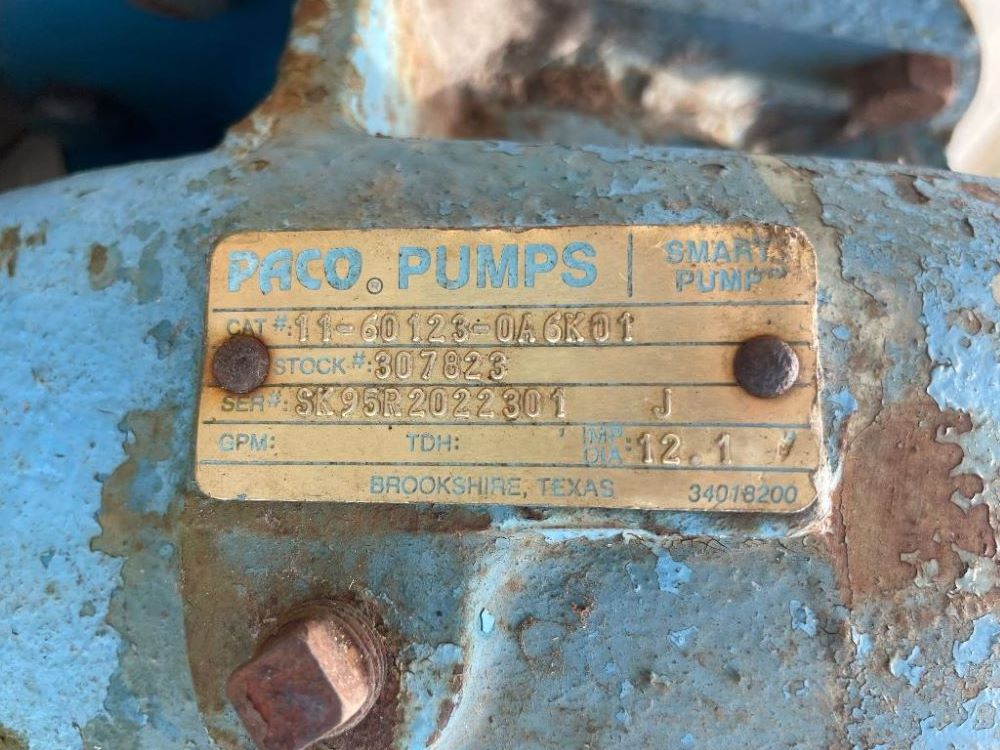 PACO® PUMPS
SMART
PUMP™
CAT #: 11-60123-0A6K01
STOCK #: 307823
SER#: SK95R2022301 J
GPM: TDH: ' IMP DIA: 12.1 "
BROOKSHIRE, TEXAS 34018200